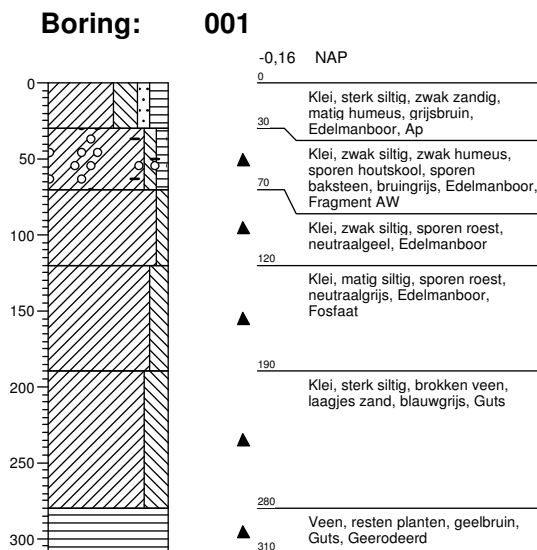 Boring: 001
-0,16 NAP
0
0
Klei, sterk siltig, zwak zandig,
matig humeus, grijsbruin,
Edelmanboor, Ap
30
Klei, zwak siltig, zwak humeus,
sporen houtskool, sporen
baksteen, bruingrijs, Edelmanboor,
Fragment AW
50
70
Klei, zwak siltig, sporen roest,
neutraalgeel, Edelmanboor
100
120
Klei, matig siltig, sporen roest,
neutraalgrijs, Edelmanboor,
Fosfaat
150
190
Klei, sterk siltig, brokken veen,
laagjes zand, blauwgrijs, Guts
200
250
280
Veen, resten planten, geelbruin,
Guts, Geerodeerd
300
310